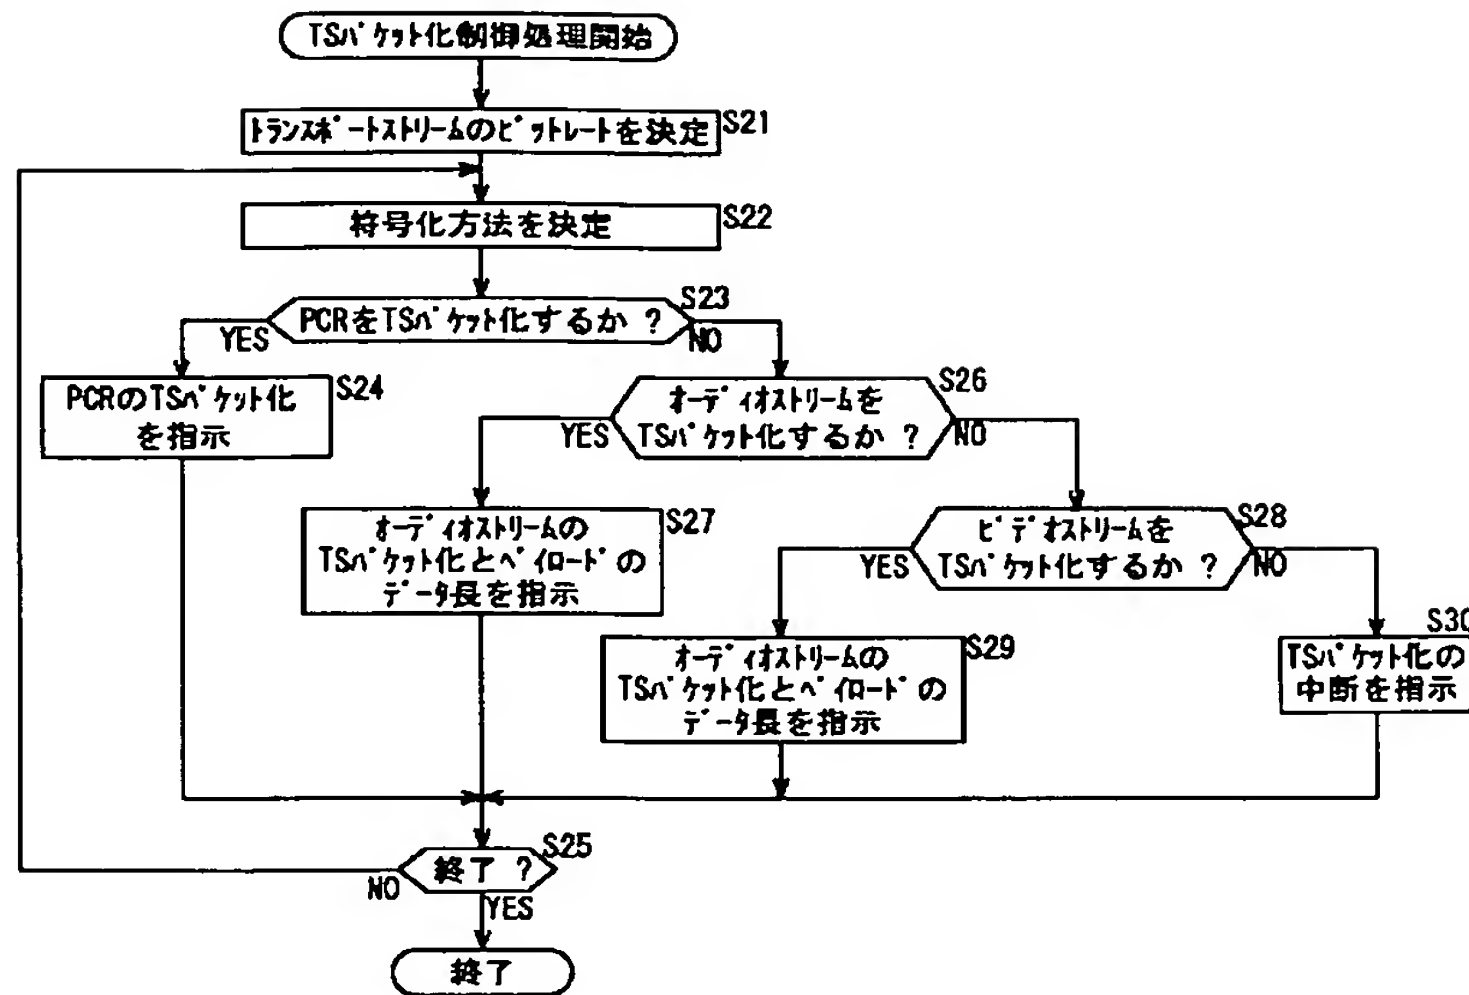 TSパケット化制御処理開始
トランスポートストリームのビットレートを決定
S21
符号化方法を決定
S22
PCRをTSパケット化するか ?
S23
YES
NO
PCRのTSパケット化
を指示
S24
オーディオストリームを
TSパケット化するか ?
S26
YES
NO
オーディオストリームの
TSパケット化とペイロードの
データ長を指示
S27
ビデオストリームを
TSパケット化するか ?
S28
YES
NO
オーディオストリームの
TSパケット化とペイロードの
データ長を指示
S29
TSパケット化の
中断を指示
S30
終了 ?
S25
NO
YES
終了